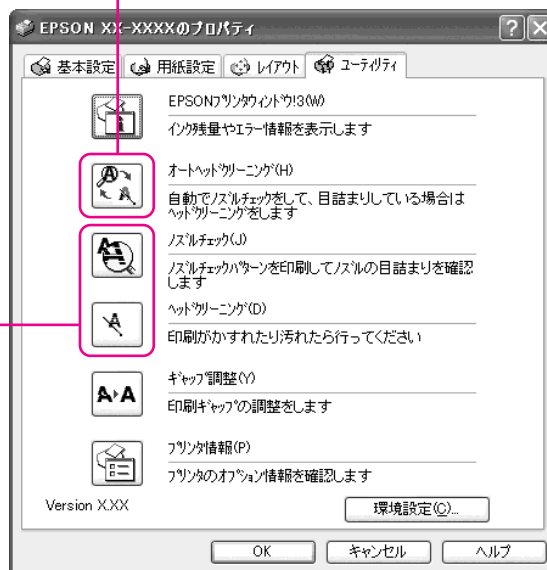 EPSON XX-XXXXのプロパティ
基本設定 用紙設定 レイアウト ユーティリティ
EPSONプリンタウィンドウ!3(W)
インク残量やエラー情報を表示します
オートヘッドクリーニング(H)
自動でノズルチェックをして、目詰まりしている場合は
ヘッドクリーニングをします
ノズルチェック(J)
ノズルチェックパターンを印刷してノズルの目詰まりを確認
します
ヘッドクリーニング(D)
印刷がかすれたり汚れたら行ってください
ギャップ調整(Y)
印刷ギャップの調整をします
プリンタ情報(P)
プリンタのオプション情報を確認します
Version X.XX
環境設定(C)...
OK キャンセル ヘルプ